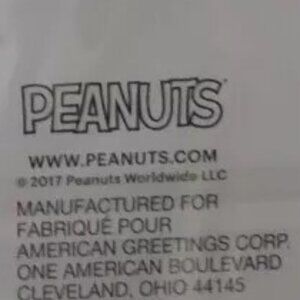 PEANUTS
WWW.PEANUTS.COM
© 2017 Peanuts Worldwide LLC
MANUFACTURED FOR
FABRIQUÉ POUR
AMERICAN GREETINGS CORP.
ONE AMERICAN BOULEVARD
CLEVELAND, OHIO 44145